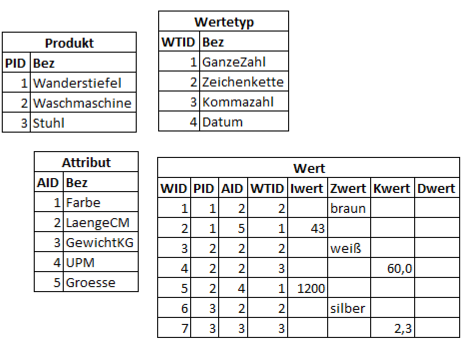 Produkt
PID Bez
1 Wanderstiefel
2 Waschmaschine
3 Stuhl
Wertetyp
WTID Bez
1 GanzeZahl
2 Zeichenkette
3 Kommazahl
4 Datum
Attribut
AID Bez
1 Farbe
2 LaengeCM
3 GewichtKG
4 UPM
5 Groesse
Wert
WID PID AID WTID Iwert Zwert Kwert Dwert
1 1 2 2 braun
2 1 5 1 43
3 2 2 2 weiß
4 2 2 3 60,0
5 2 4 1 1200
6 3 2 2 silber
7 3 3 3 2,3